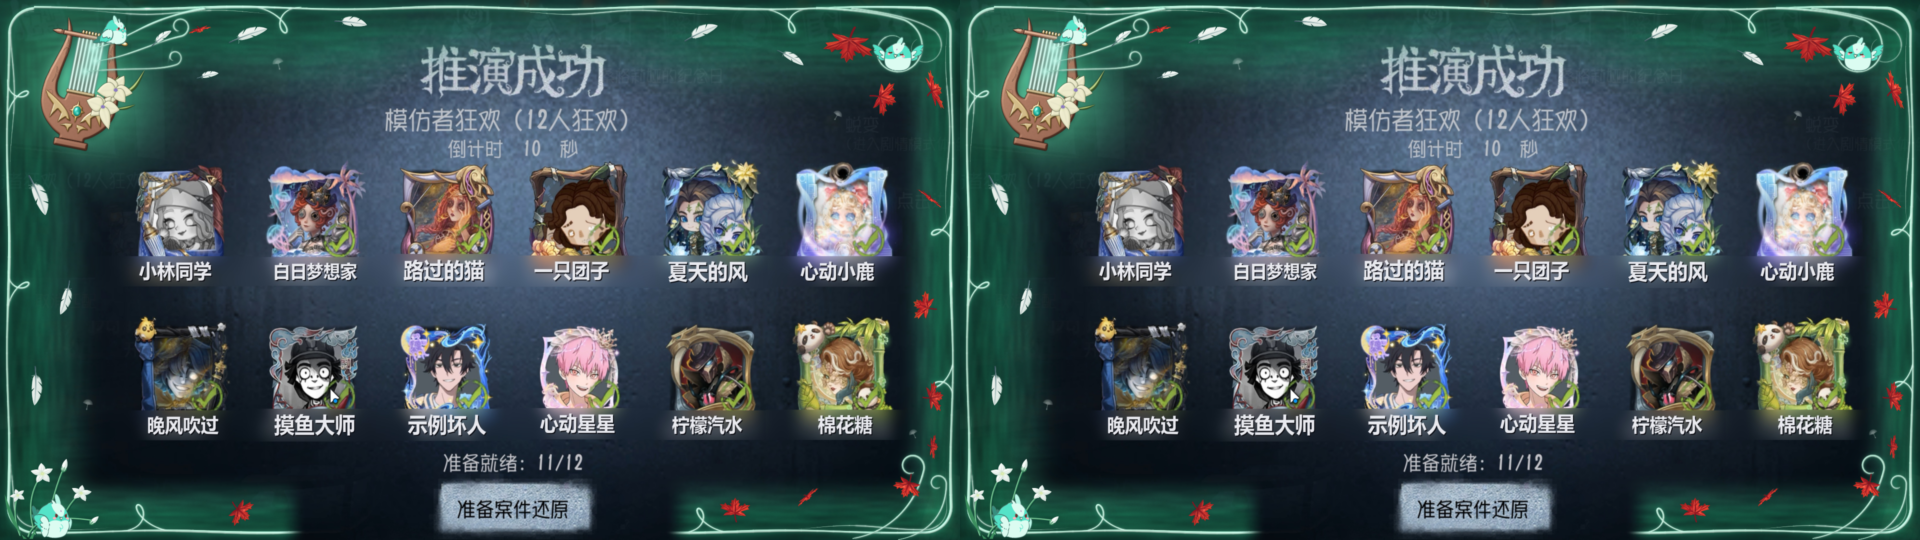 推演成功
模仿者狂欢（12人狂欢）
倒计时 10 秒
小林同学 白日梦想家 路过的猫 一只团子 夏天的风 心动小鹿
晚风吹过 摸鱼大师 示例坏人 心动星星 柠檬汽水 棉花糖
准备就绪：11/12
准备案件还原
推演成功
模仿者狂欢（12人狂欢）
倒计时 10 秒
小林同学 白日梦想家 路过的猫 一只团子 夏天的风 心动小鹿
晚风吹过 摸鱼大师 示例坏人 心动星星 柠檬汽水 棉花糖
准备就绪：11/12
准备案件还原